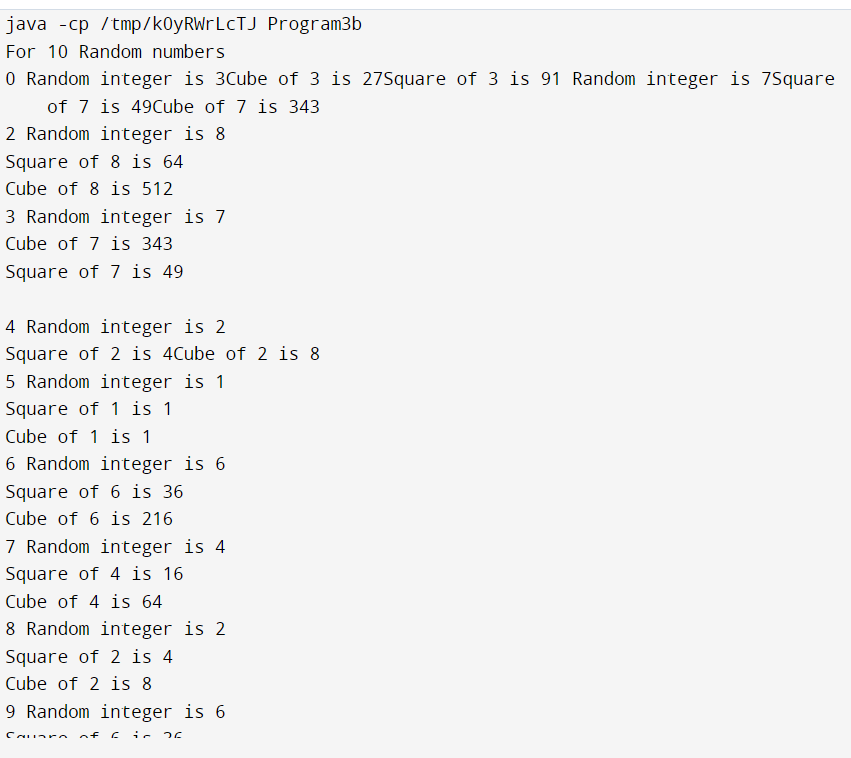 java -cp /tmp/kOyRWrLcTJ Program3b
For 10 Random numbers
0 Random integer is 3Cube of 3 is 27Square of 3 is 91 Random integer is 7Square
of 7 is 49Cube of 7 is 343
2 Random integer is 8
Square of 8 is 64
Cube of 8 is 512
3 Random integer is 7
Cube of 7 is 343
Square of 7 is 49
4 Random integer is 2
Square of 2 is 4Cube of 2 is 8
5 Random integer is 1
Square of 1 is 1
Cube of 1 is 1
6 Random integer is 6
Square of 6 is 36
Cube of 6 is 216
7 Random integer is 4
Square of 4 is 16
Cube of 4 is 64
8 Random integer is 2
Square of 2 is 4
Cube of 2 is 8
9 Random integer is 6
Square of 6 is 36